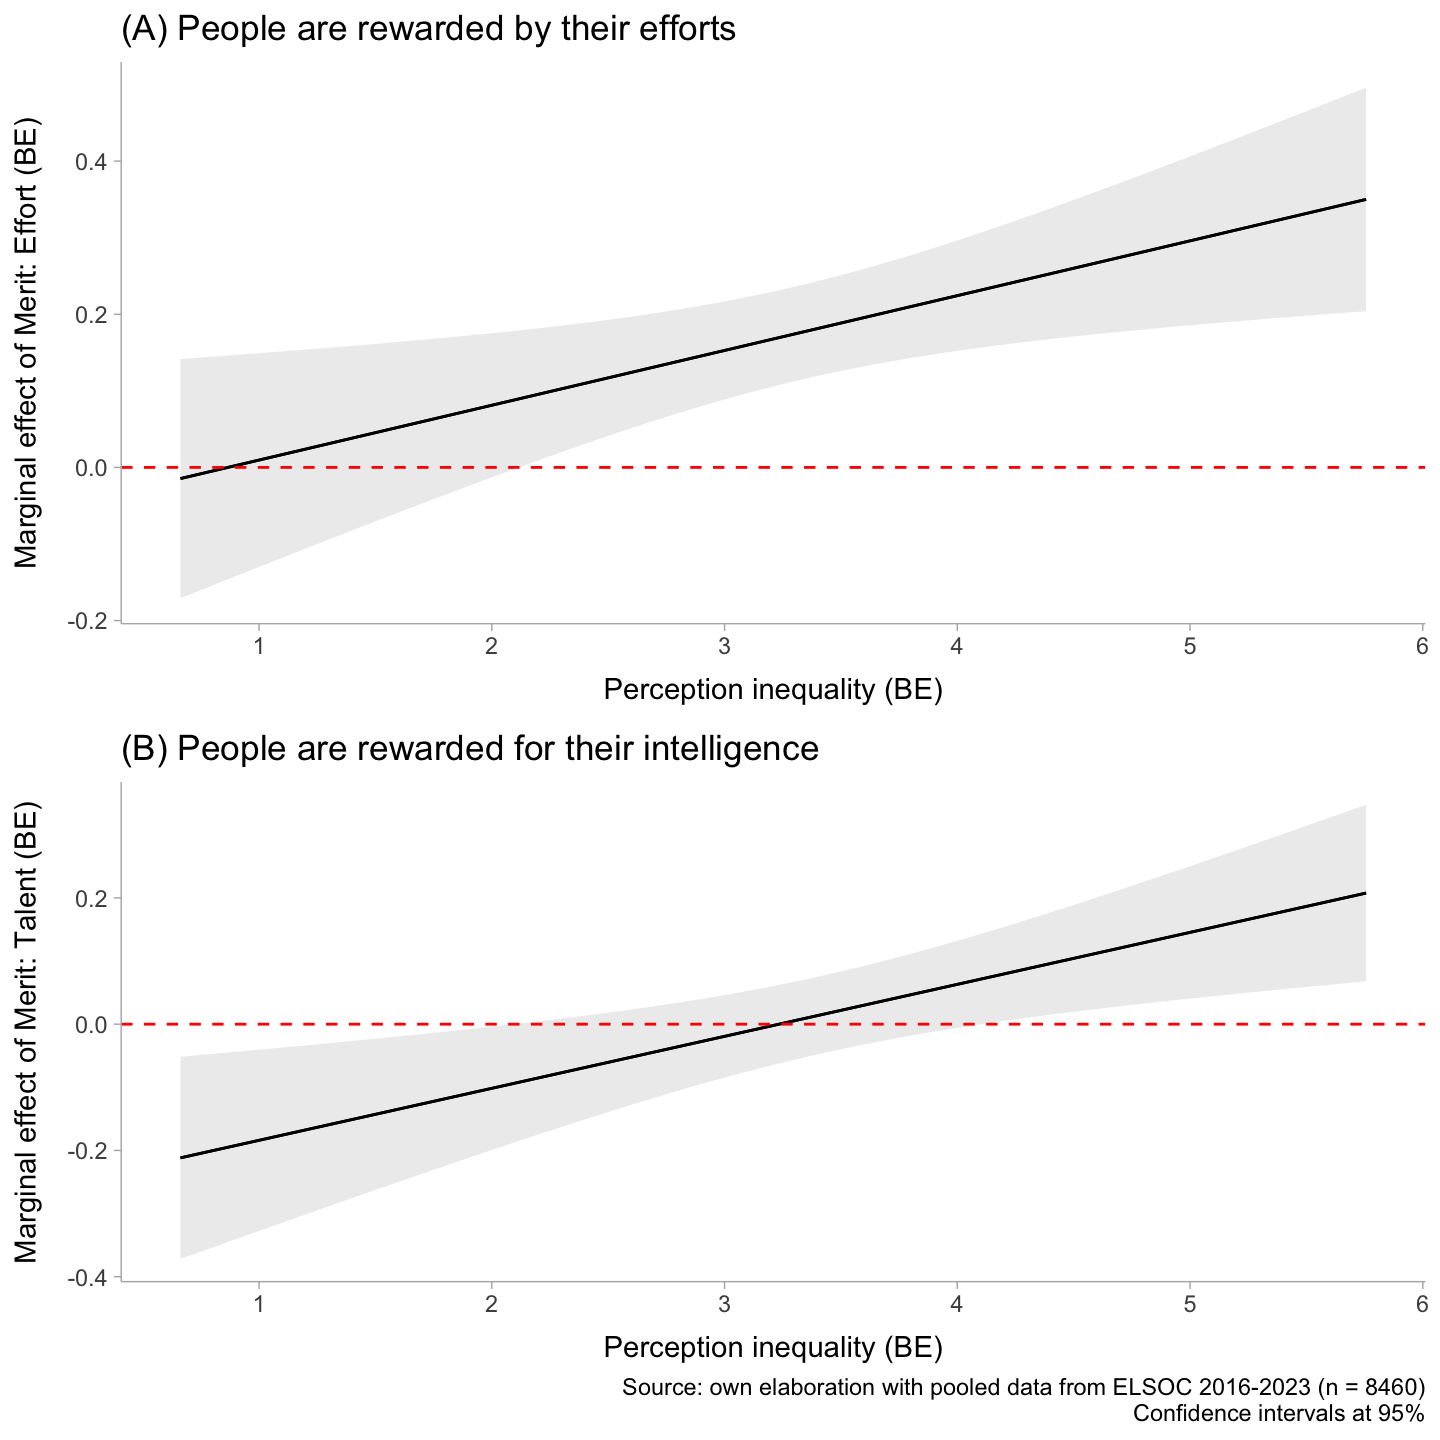 (A) People are rewarded by their efforts
Marginal effect of Merit: Effort (BE)
0.4
0.2
0.0
-0.2
1 2 3 4 5 6
Perception inequality (BE)
(B) People are rewarded for their intelligence
Marginal effect of Merit: Talent (BE)
0.2
0.0
-0.2
-0.4
1 2 3 4 5 6
Perception inequality (BE)
Source: own elaboration with pooled data from ELSOC 2016-2023 (n = 8460)
Confidence intervals at 95%